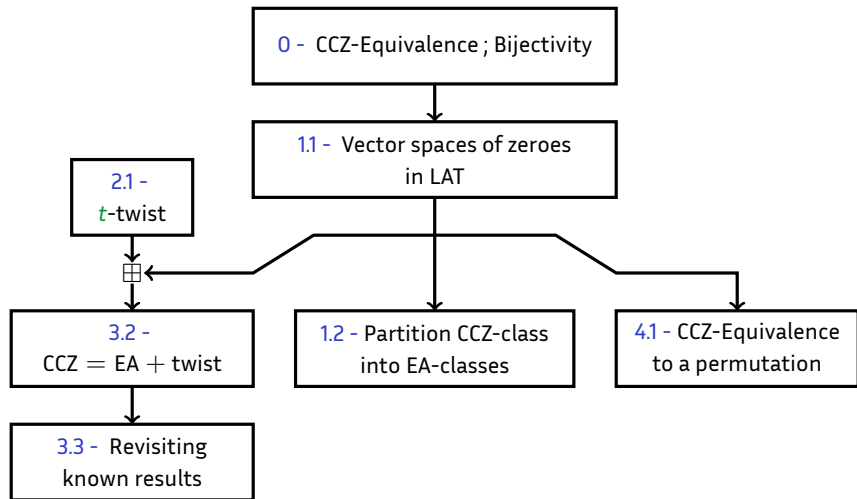 0 - CCZ-Equivalence ; Bijectivity
1.1 - Vector spaces of zeroes
in LAT
2.1 -
t-twist
3.2 -
CCZ = EA + twist
1.2 - Partition CCZ-class
into EA-classes
4.1 - CCZ-Equivalence
to a permutation
3.3 - Revisiting
known results